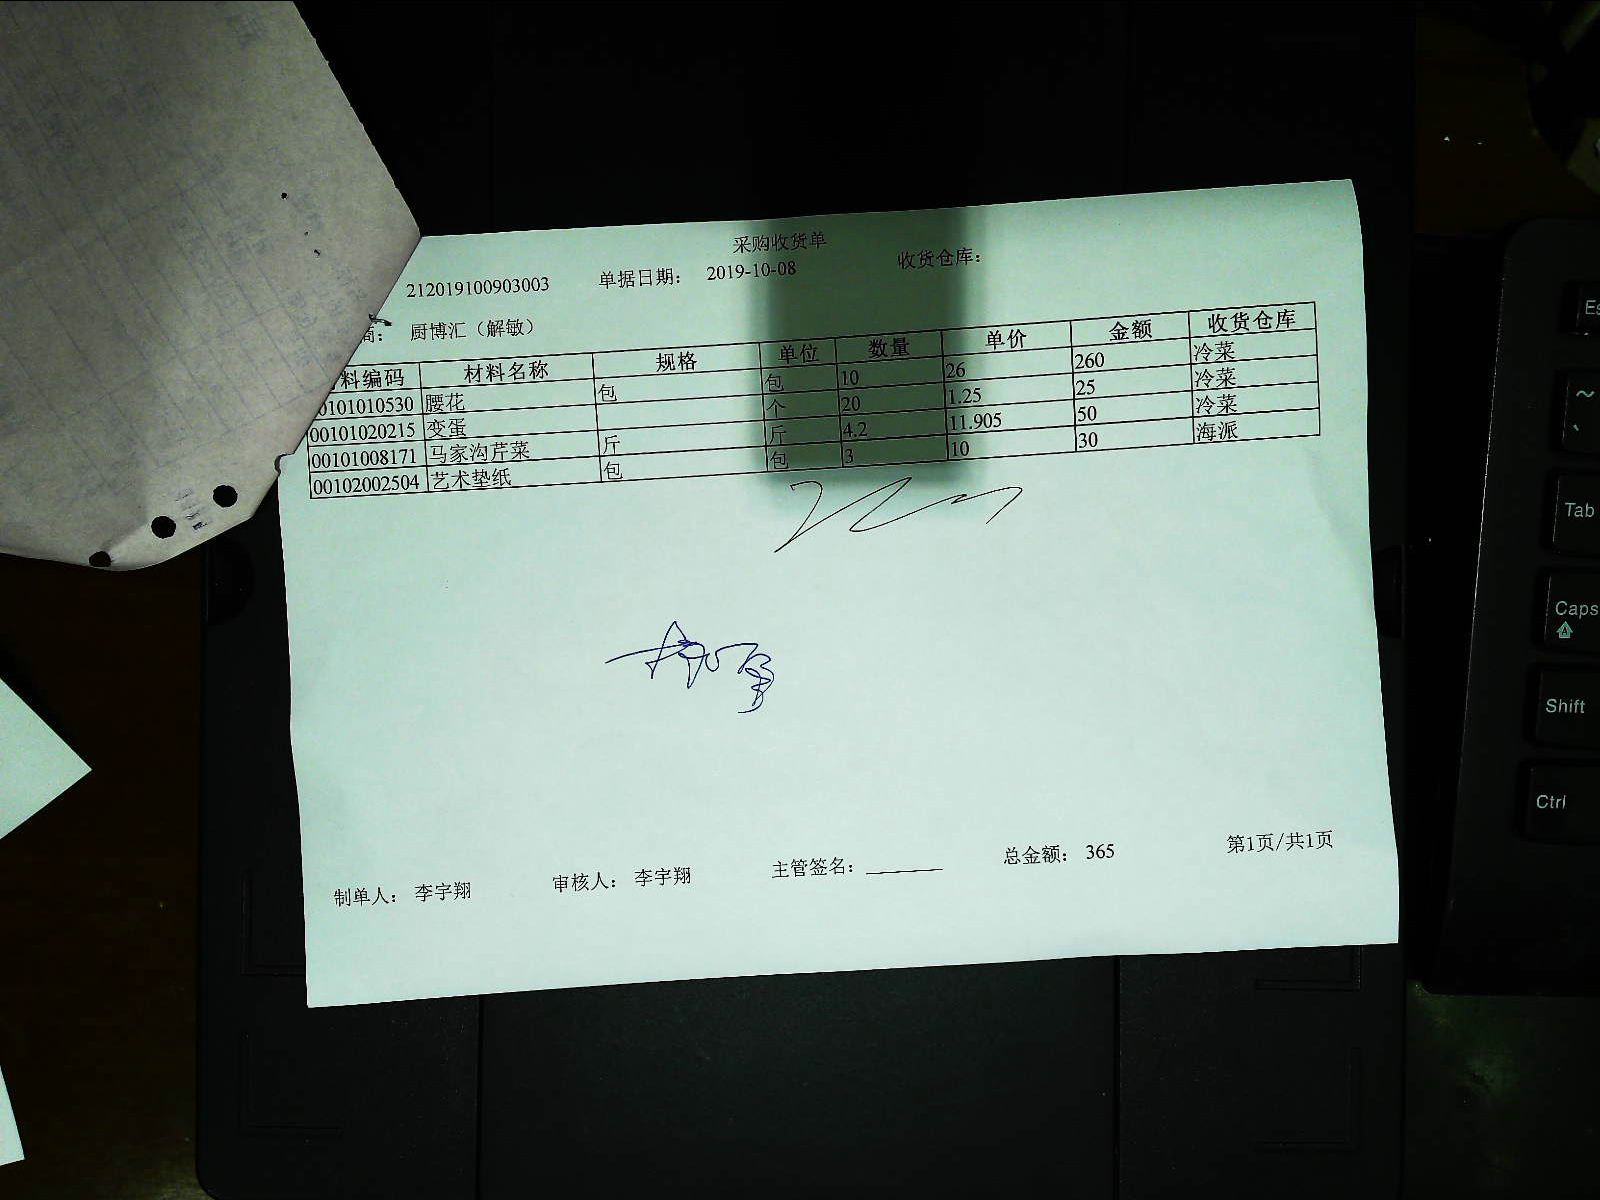 采购收货单
212019100903003 单据日期： 2019-10-08 收货仓库：
商： 厨博汇（解敏）
料编码 材料名称 规格 单位 数量 单价 金额 收货仓库
0101010530 腰花 包 包 10 26 260 冷菜
00101020215 变蛋 个 20 1.25 25 冷菜
00101008171 马家沟芹菜 斤 斤 4.2 11.905 50 冷菜
00102002504 艺术垫纸 包 包 3 10 30 海派
制单人： 李宇翔 审核人： 李宇翔 主管签名： 总金额： 365 第1页/共1页
Es
~
Tab
Caps
Shift
Ctrl